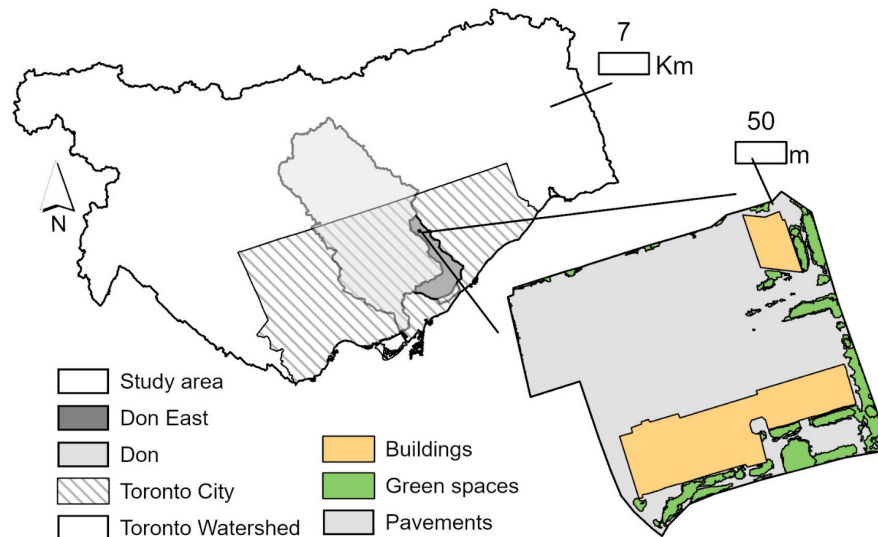 7
Km
50
m
N
Study area
Don East
Don
Toronto City
Toronto Watershed
Buildings
Green spaces
Pavements